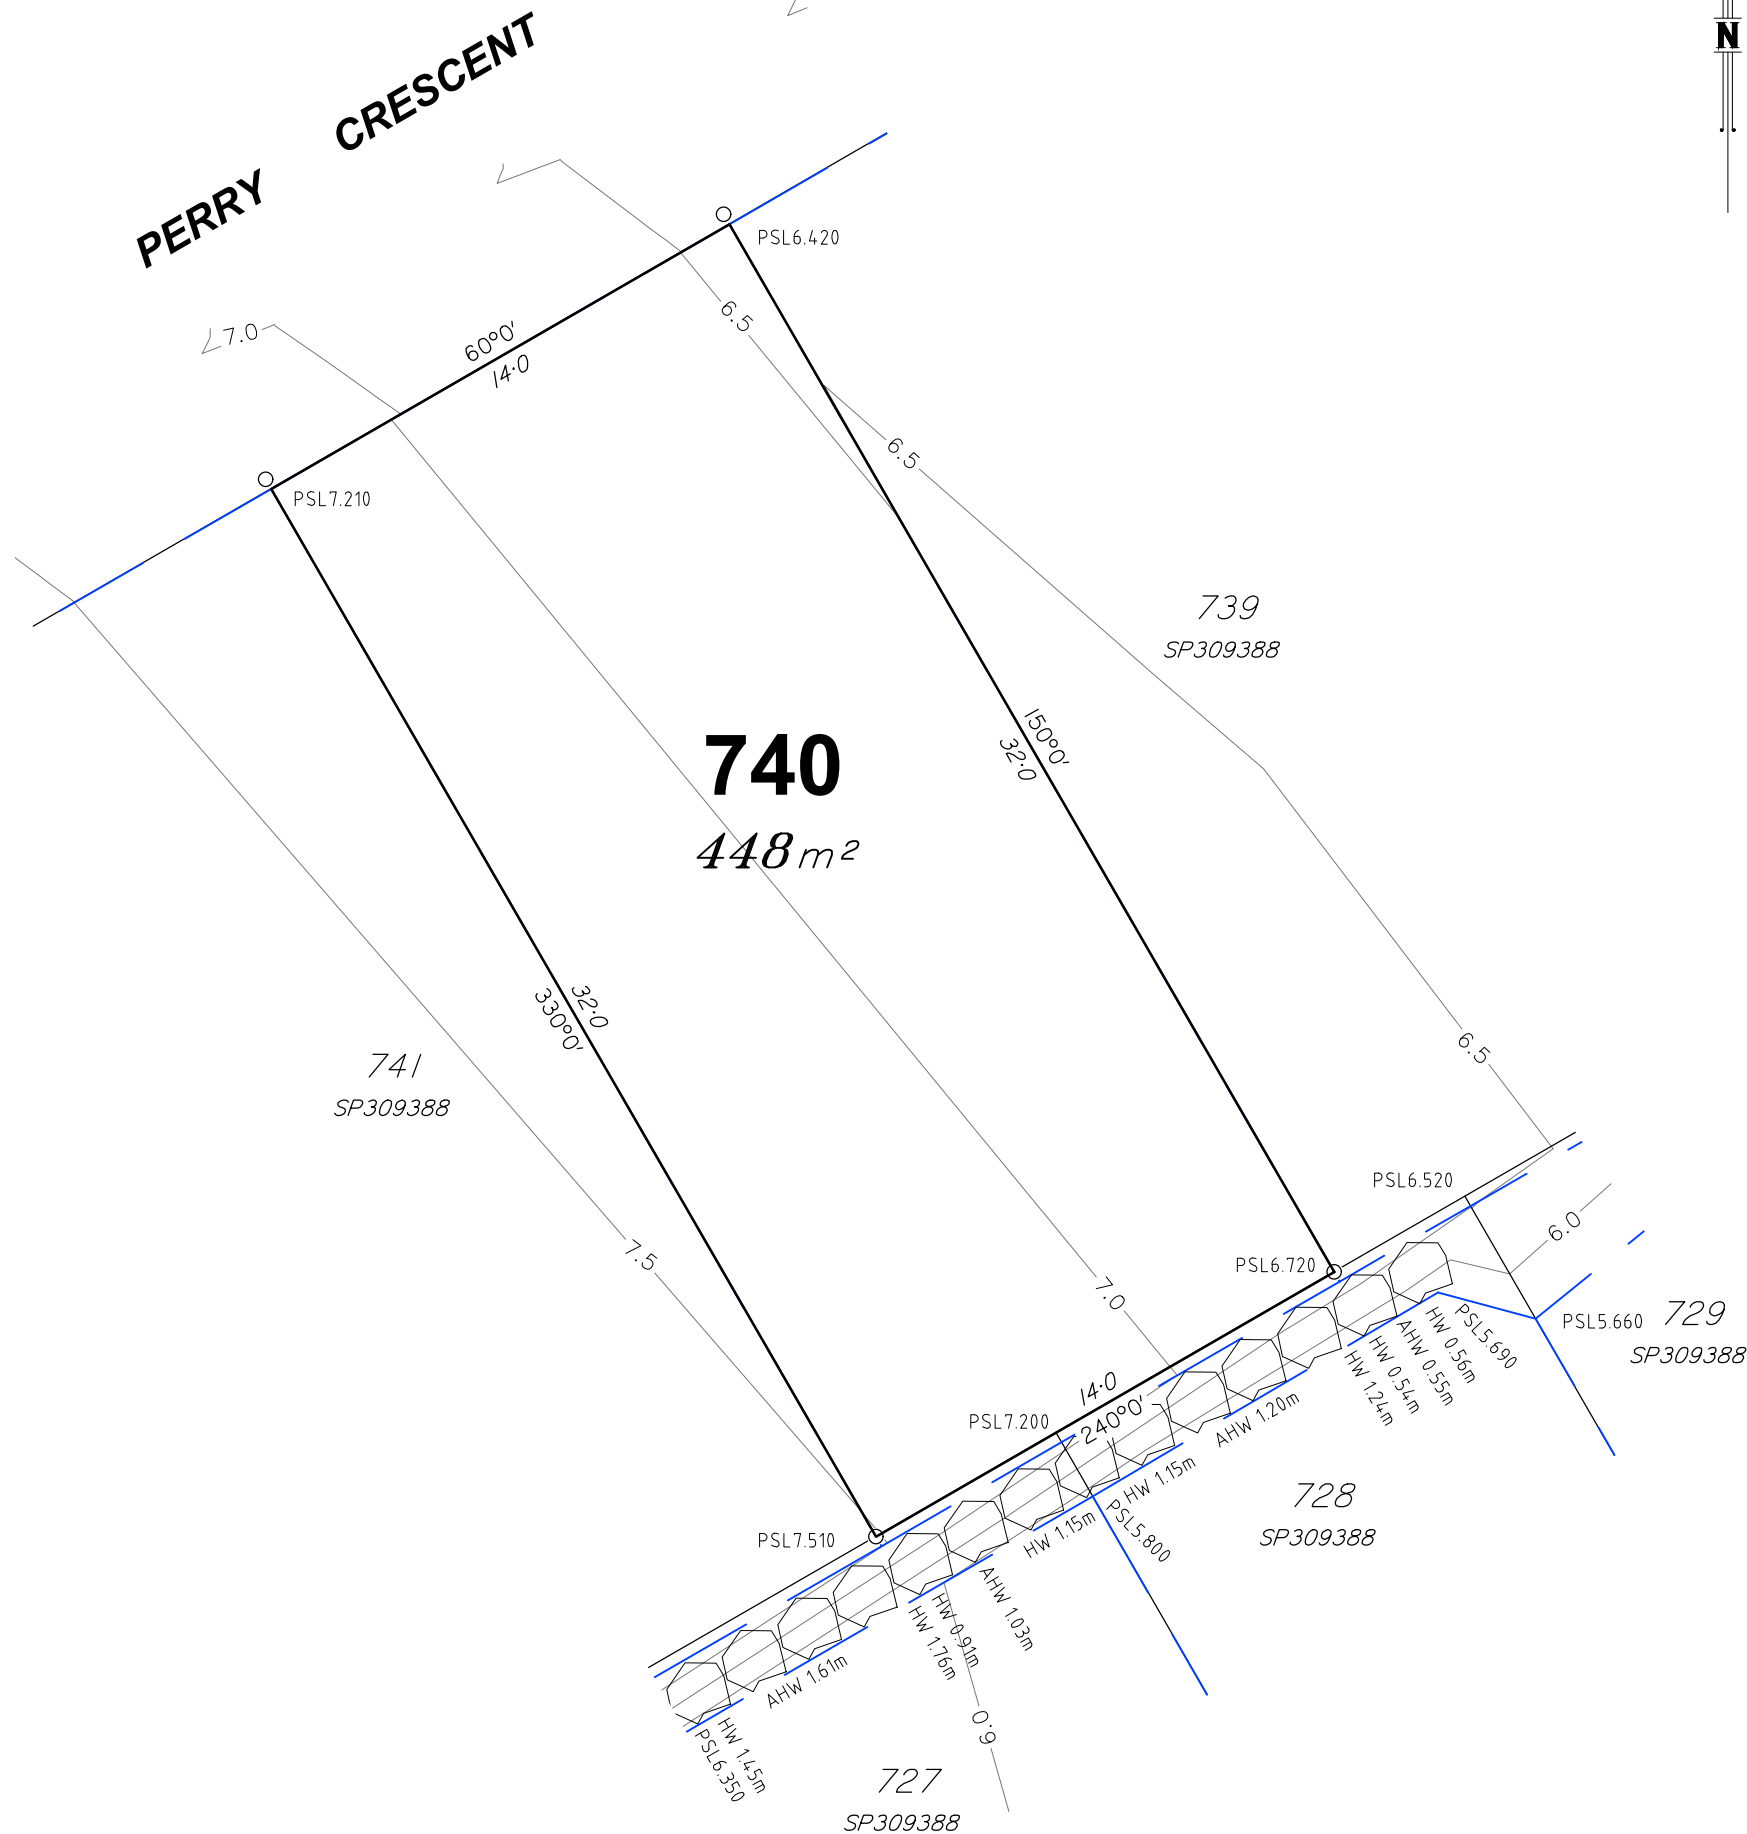 N
PERRY CRESCENT
PSL6.420
6.5
7.0
60°0'
14·0
6.5
PSL7.210
739
SP309388
150°0'
32·0
740
448 m²
32·0
330°0'
741
SP309388
6.5
7.5
7.0
PSL6.520
6.0
PSL6.720
PSL5.660
729
SP309388
PSL5.690
HW 0.56m
AHW 0.55m
HW 0.54m
HW 1.24m
14·0
240°0'
PSL7.200
AHW 1.20m
HW 1.15m
728
SP309388
PSL5.800
HW 1.15m
PSL7.510
AHW 1.03m
HW 0.91m
HW 1.76m
AHW 1.61m
6.0
HW 1.45m
PSL6.350
727
SP309388